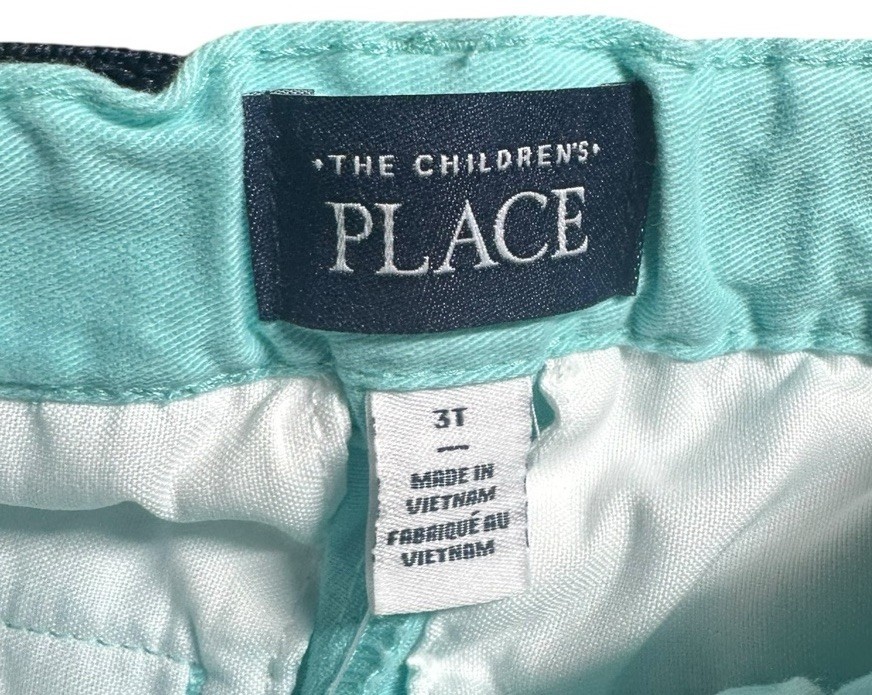 THE CHILDREN'S
PLACE
3T
MADE IN
VIETNAM
FABRIQUÉ AU
VIETNAM